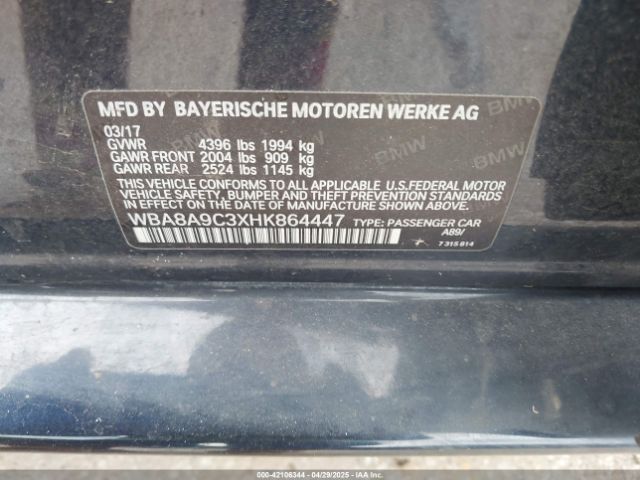 MFD BY BAYERISCHE MOTOREN WERKE AG
03/17
GVWR 4396 lbs 1994 kg
GAWR FRONT 2004 lbs 909 kg
GAWR REAR 2524 lbs 1145 kg
THIS VEHICLE CONFORMS TO ALL APPLICABLE U.S.FEDERAL MOTOR
VEHICLE SAFETY, BUMPER, AND THEFT PREVENTION STANDARDS
IN EFFECT ON THE DATE OF MANUFACTURE SHOWN ABOVE.
WBA8A9C3XHK864447 TYPE: PASSENGER CAR
A89/
7 315 814
000-42106344 04/29/2025 IAAI.COM